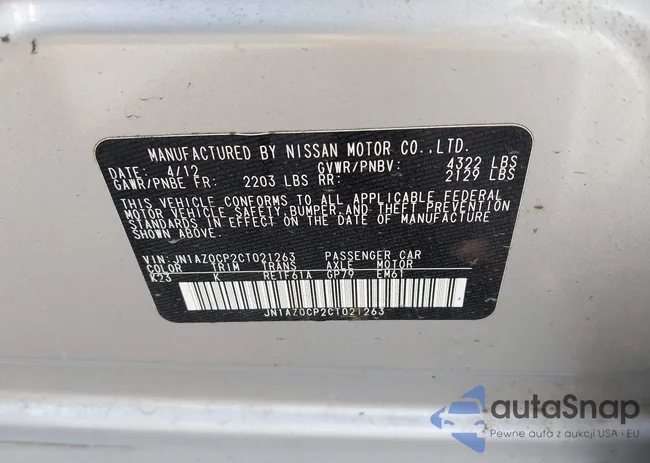 MANUFACTURED BY NISSAN MOTOR CO.,LTD.
DATE: 4/12 GVWR/PNBV: 4322 LBS
GAWR/PNBE FR: 2203 LBS RR: 2129 LBS
THIS VEHICLE CONFORMS TO ALL APPLICABLE FEDERAL
MOTOR VEHICLE SAFETY,BUMPER,AND THEFT PREVENTION
STANDARDS IN EFFECT ON THE DATE OF MANUFACTURE
SHOWN ABOVE.
VIN: JN1AZ0CP2CT021263 PASSENGER CAR
COLOR TRIM TRANS AXLE MOTOR
K23 K RE1F61A GP79 EM61
JN1AZ0CP2CT021263
autaSnap
Pewne auta z aukcji USA i EU